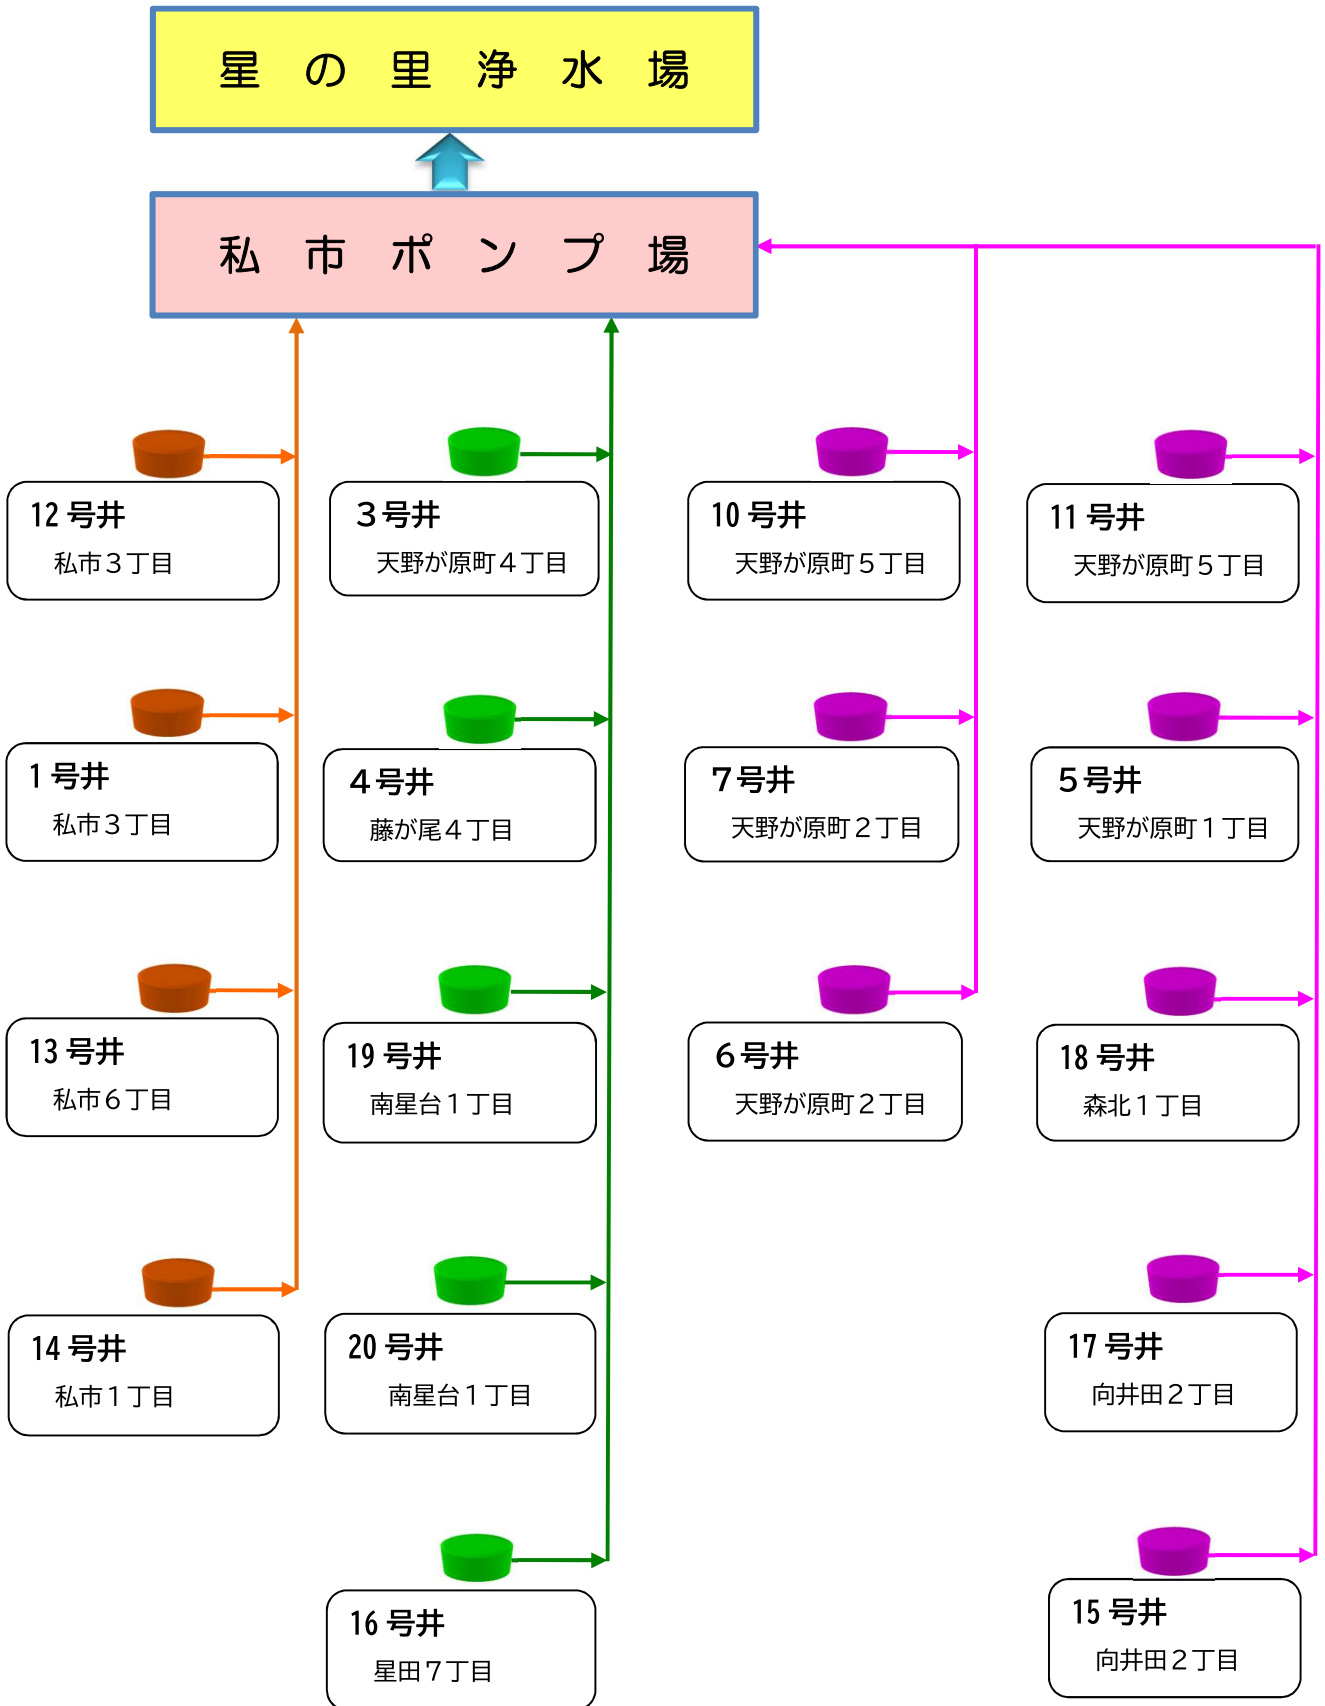 星の里浄水場
私市ポンプ場
12号井
私市３丁目
1号井
私市３丁目
13号井
私市６丁目
14号井
私市１丁目
３号井
天野が原町４丁目
４号井
藤が尾４丁目
19号井
南星台１丁目
20号井
南星台１丁目
16号井
星田７丁目
10号井
天野が原町５丁目
７号井
天野が原町２丁目
６号井
天野が原町２丁目
11号井
天野が原町５丁目
５号井
天野が原町１丁目
18号井
森北１丁目
17号井
向井田２丁目
15号井
向井田２丁目